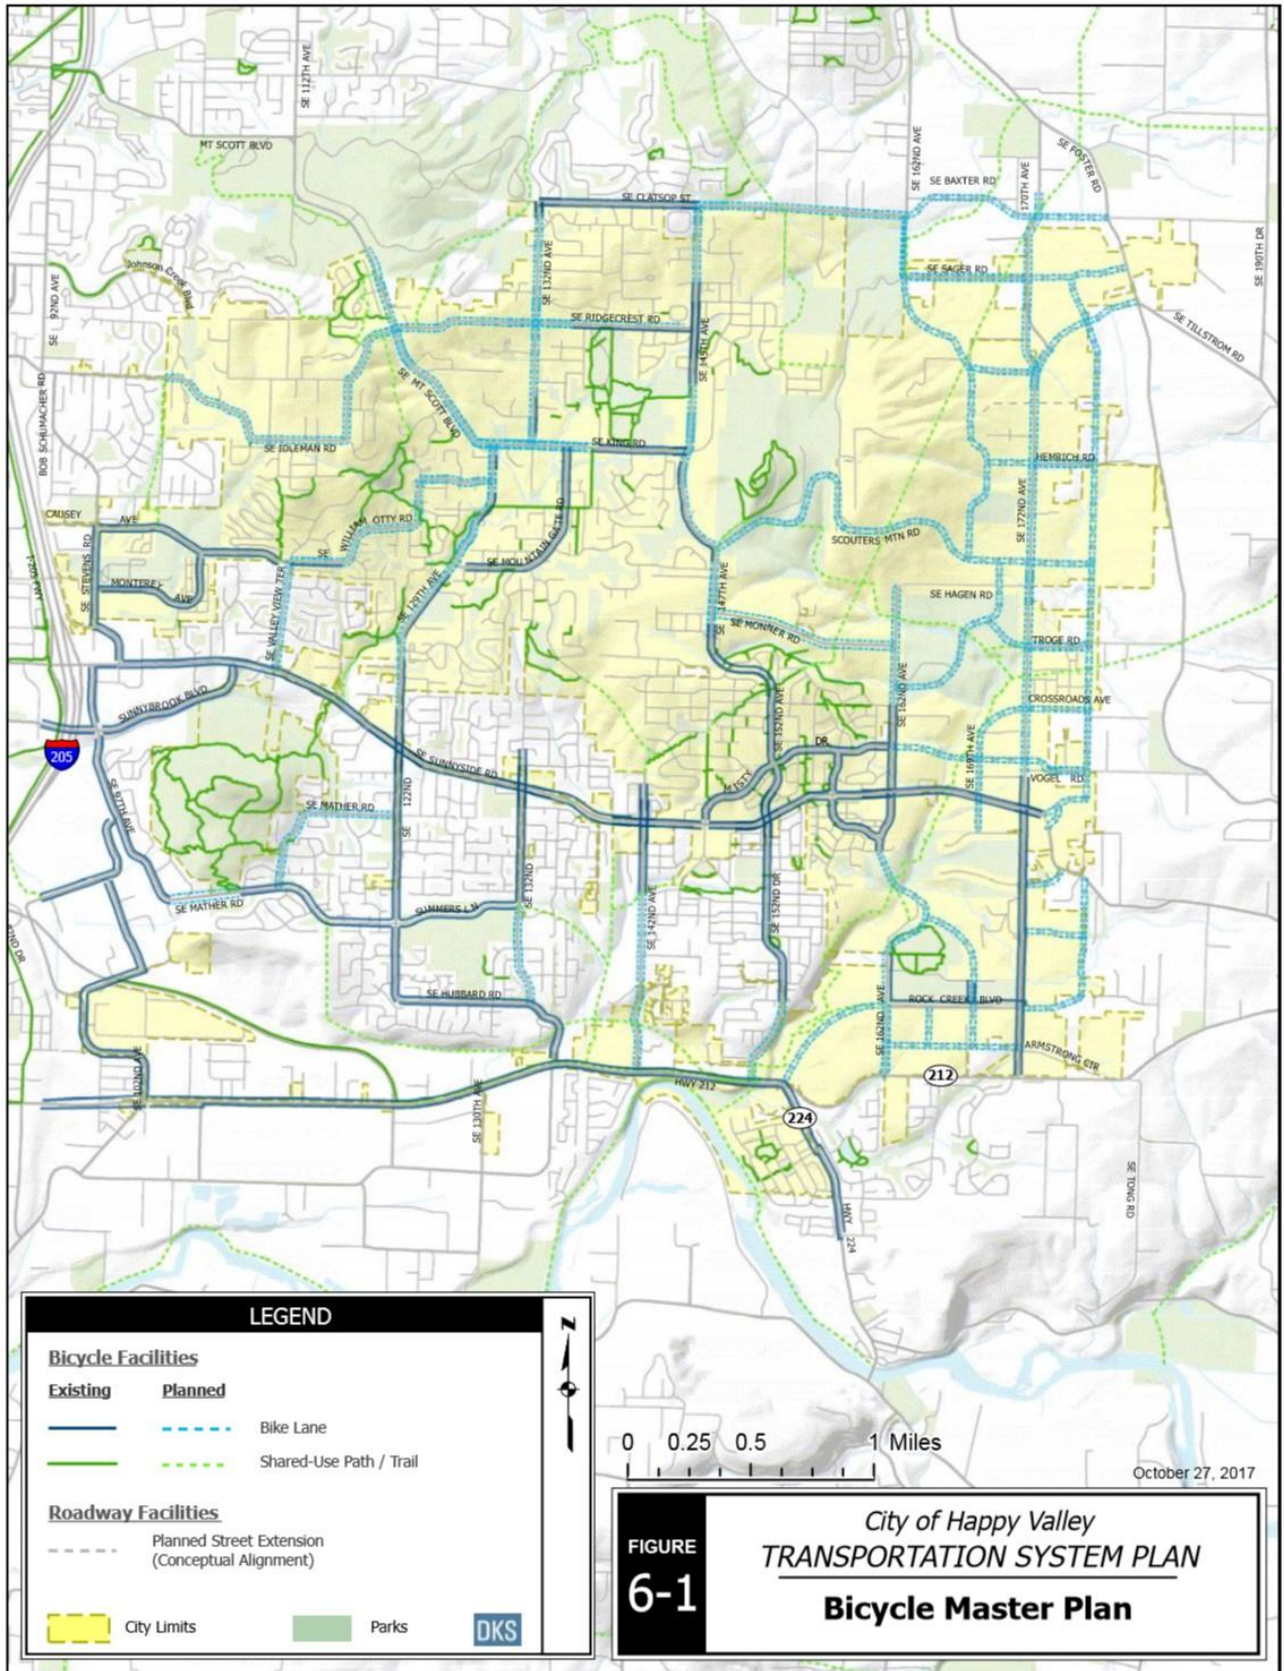 SE 112TH AVE
MT SCOTT BLVD
SE 162ND AVE
SE FOSTER RD
SE BAXTER RD
170TH AVE
SE CLATSOP ST
SE 190TH DR
SE 132ND AVE
Johnson Creek Blvd
SE 92ND AVE
SE SAGER RD
SE RIDGECREST RD
SE 145TH AVE
SE TILLSTROM RD
BOB SCHUMACHER RD
SE MT SCOTT BLVD
SE IDLEMAN RD
SE KING RD
HEMRICH RD
CAUSEY AVE
SE WILLIAM OTTY RD
SE MOUNTAIN GATE RD
SCOUTERS MTN RD
SE 172ND AVE
I-205
SE STEVENS RD
MONTEREY AVE
SE VALLEY VIEW TER
SE 129TH AVE
SE 147TH AVE
SE HAGEN RD
SE MONNER RD
TROGE RD
SUNNYBROOK BLVD
SE 152ND AVE
SE 162ND AVE
CROSSROADS AVE
205
SE SUNNYSIDE RD
MISTY DR
SE 169TH AVE
VOGEL RD
SE 97TH AVE
SE MATHER RD
SE 122ND
SE 132ND
SE MATHER RD
SUMMERS LN
SE 142ND AVE
SE 152ND DR
SE HUBBARD RD
SE 162ND AVE
ROCK CREEK BLVD
ARMSTRONG CIR
SE 102ND AVE
SE 130TH AVE
HWY 212
212
224
SE TONG RD
HWY 224
LEGEND
Bicycle Facilities
Existing Planned
Bike Lane
Shared-Use Path / Trail
Roadway Facilities
Planned Street Extension
(Conceptual Alignment)
City Limits Parks DKS
N
0 0.25 0.5 1 Miles
October 27, 2017
FIGURE
6-1
City of Happy Valley
TRANSPORTATION SYSTEM PLAN
Bicycle Master Plan